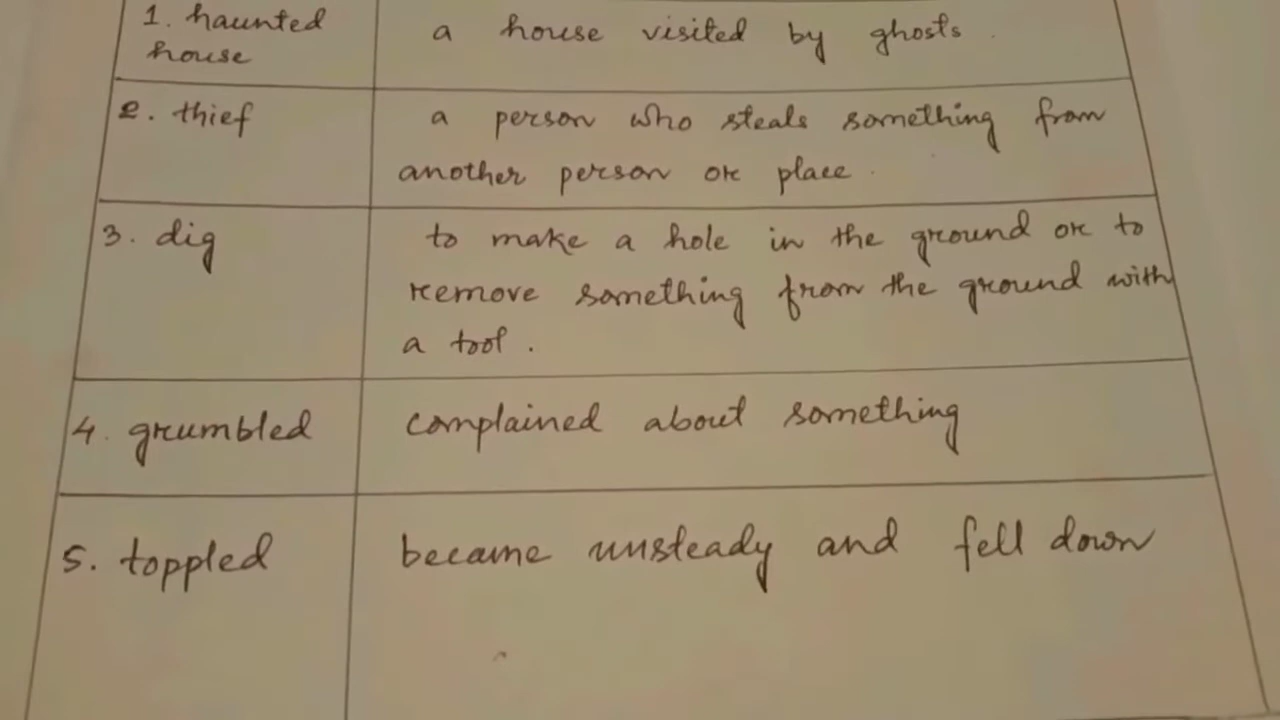 1. haunted house
a house visited by ghosts.
2. thief
a person who steals something from
another person or place.
3. dig
to make a hole in the ground or to
remove something from the ground with
a tool.
4. grumbled
complained about something
5. toppled
became unsteady and fell down